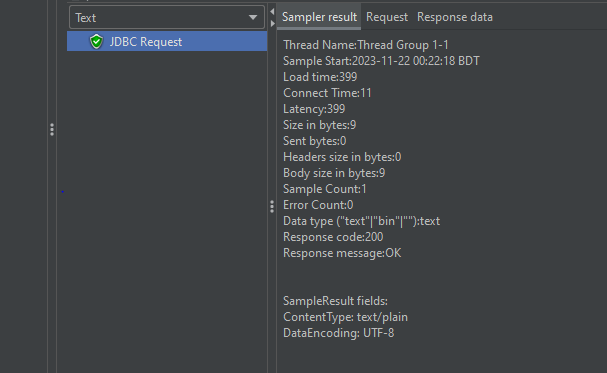 Text
JDBC Request
Sampler result Request Response data
Thread Name:Thread Group 1-1
Sample Start:2023-11-22 00:22:18 BDT
Load time:399
Connect Time:11
Latency:399
Size in bytes:9
Sent bytes:0
Headers size in bytes:0
Body size in bytes:9
Sample Count:1
Error Count:0
Data type ("text"|"bin"|""):text
Response code:200
Response message:OK
SampleResult fields:
ContentType: text/plain
DataEncoding: UTF-8